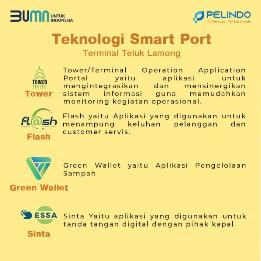 BUMN UNTUK INDONESIA
PELINDO
Teknologi Smart Port
Terminal Teluk Lamong
TOWER
Tower
Tower/Terminal Operation Application
Portal yaitu aplikasi untuk
mengintegrasikan dan mensinergikan
sistem informasi guna memudahkan
monitoring kegiatan operasional.
flash
Flash
Flash yaitu Aplikasi yang digunakan untuk
menampung keluhan pelanggan dan
customer servis.
Green Wallet
Green Wallet yaitu Aplikasi Pengelolaan
Sampah
ESSA
Sinta
Sinta Yaitu aplikasi yang digunakan untuk
tanda tangan digital dengan pihak kapal.